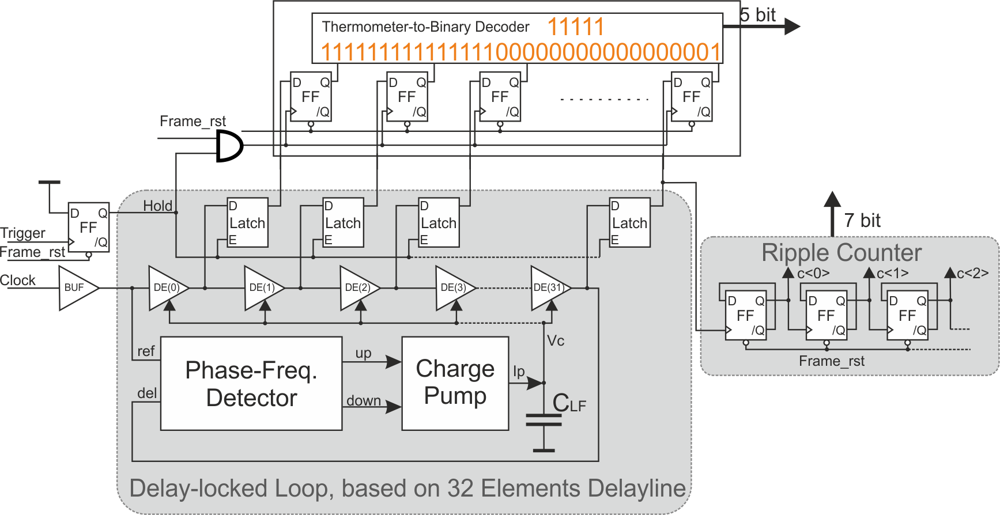 5 bit
Thermometer-to-Binary Decoder 11111
11111111111111100000000000000001
D Q D Q D Q D Q
FF FF FF FF
/Q /Q /Q /Q
Frame_rst
Hold
D Q
FF
/Q
Trigger
Frame_rst
D D D D
Latch Latch Latch Latch
E E E E
Clock BUF DE(0) DE(1) DE(2) DE(3) DE(31)
7 bit
Ripple Counter
c<0> c<1> c<2>
D Q D Q D Q
FF FF FF
/Q /Q /Q
Frame_rst
Vc
ref up
Phase-Freq.
Detector
Charge
Pump
Ip
del down
CLF
Delay-locked Loop, based on 32 Elements Delayline